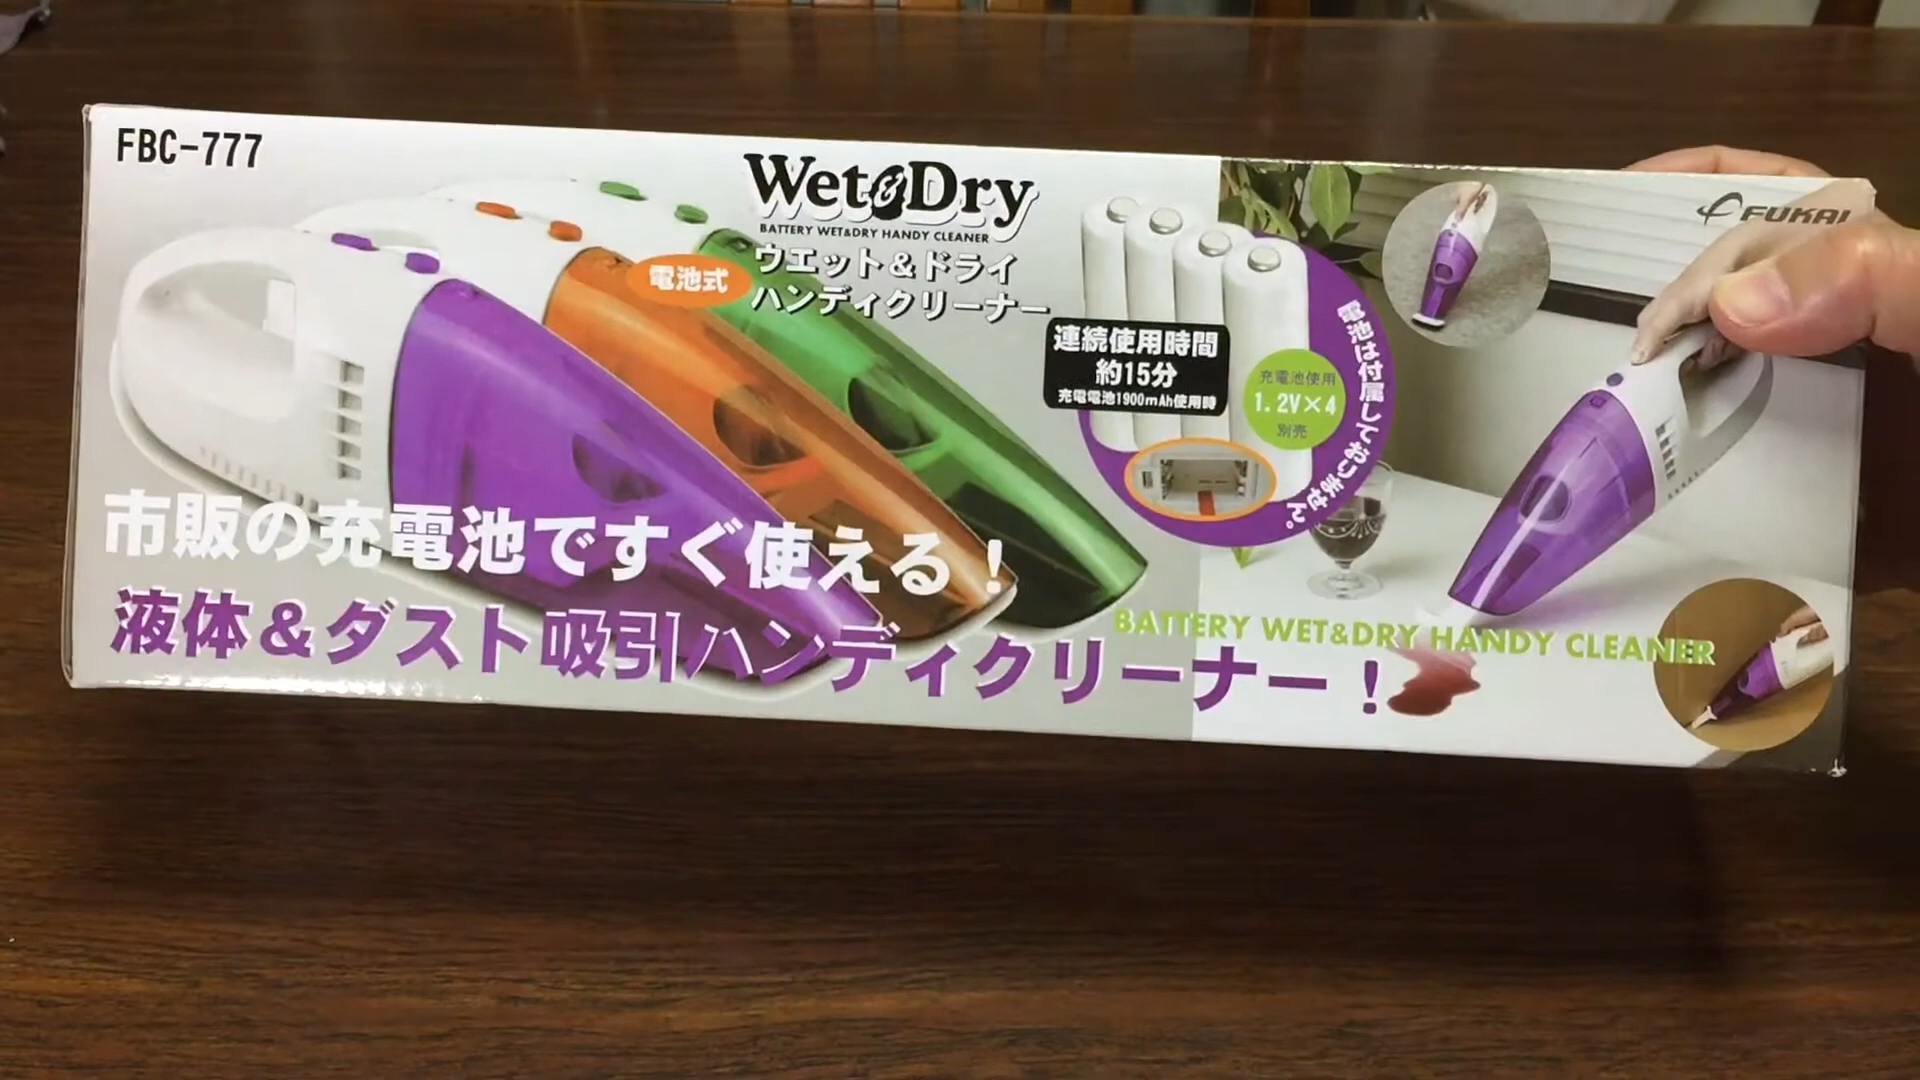 FBC-777
Wet&Dry
BATTERY WET&DRY HANDY CLEANER
電池式
ウエット&ドライ
ハンディクリーナー
連続使用時間
約15分
充電電池1900mAh使用時
充電池使用
1.2V×4
別売
電池は付属しておりません。
FUKAI
市販の充電池ですぐ使える!
液体&ダスト吸引ハンディクリーナー!
BATTERY WET&DRY HANDY CLEANER